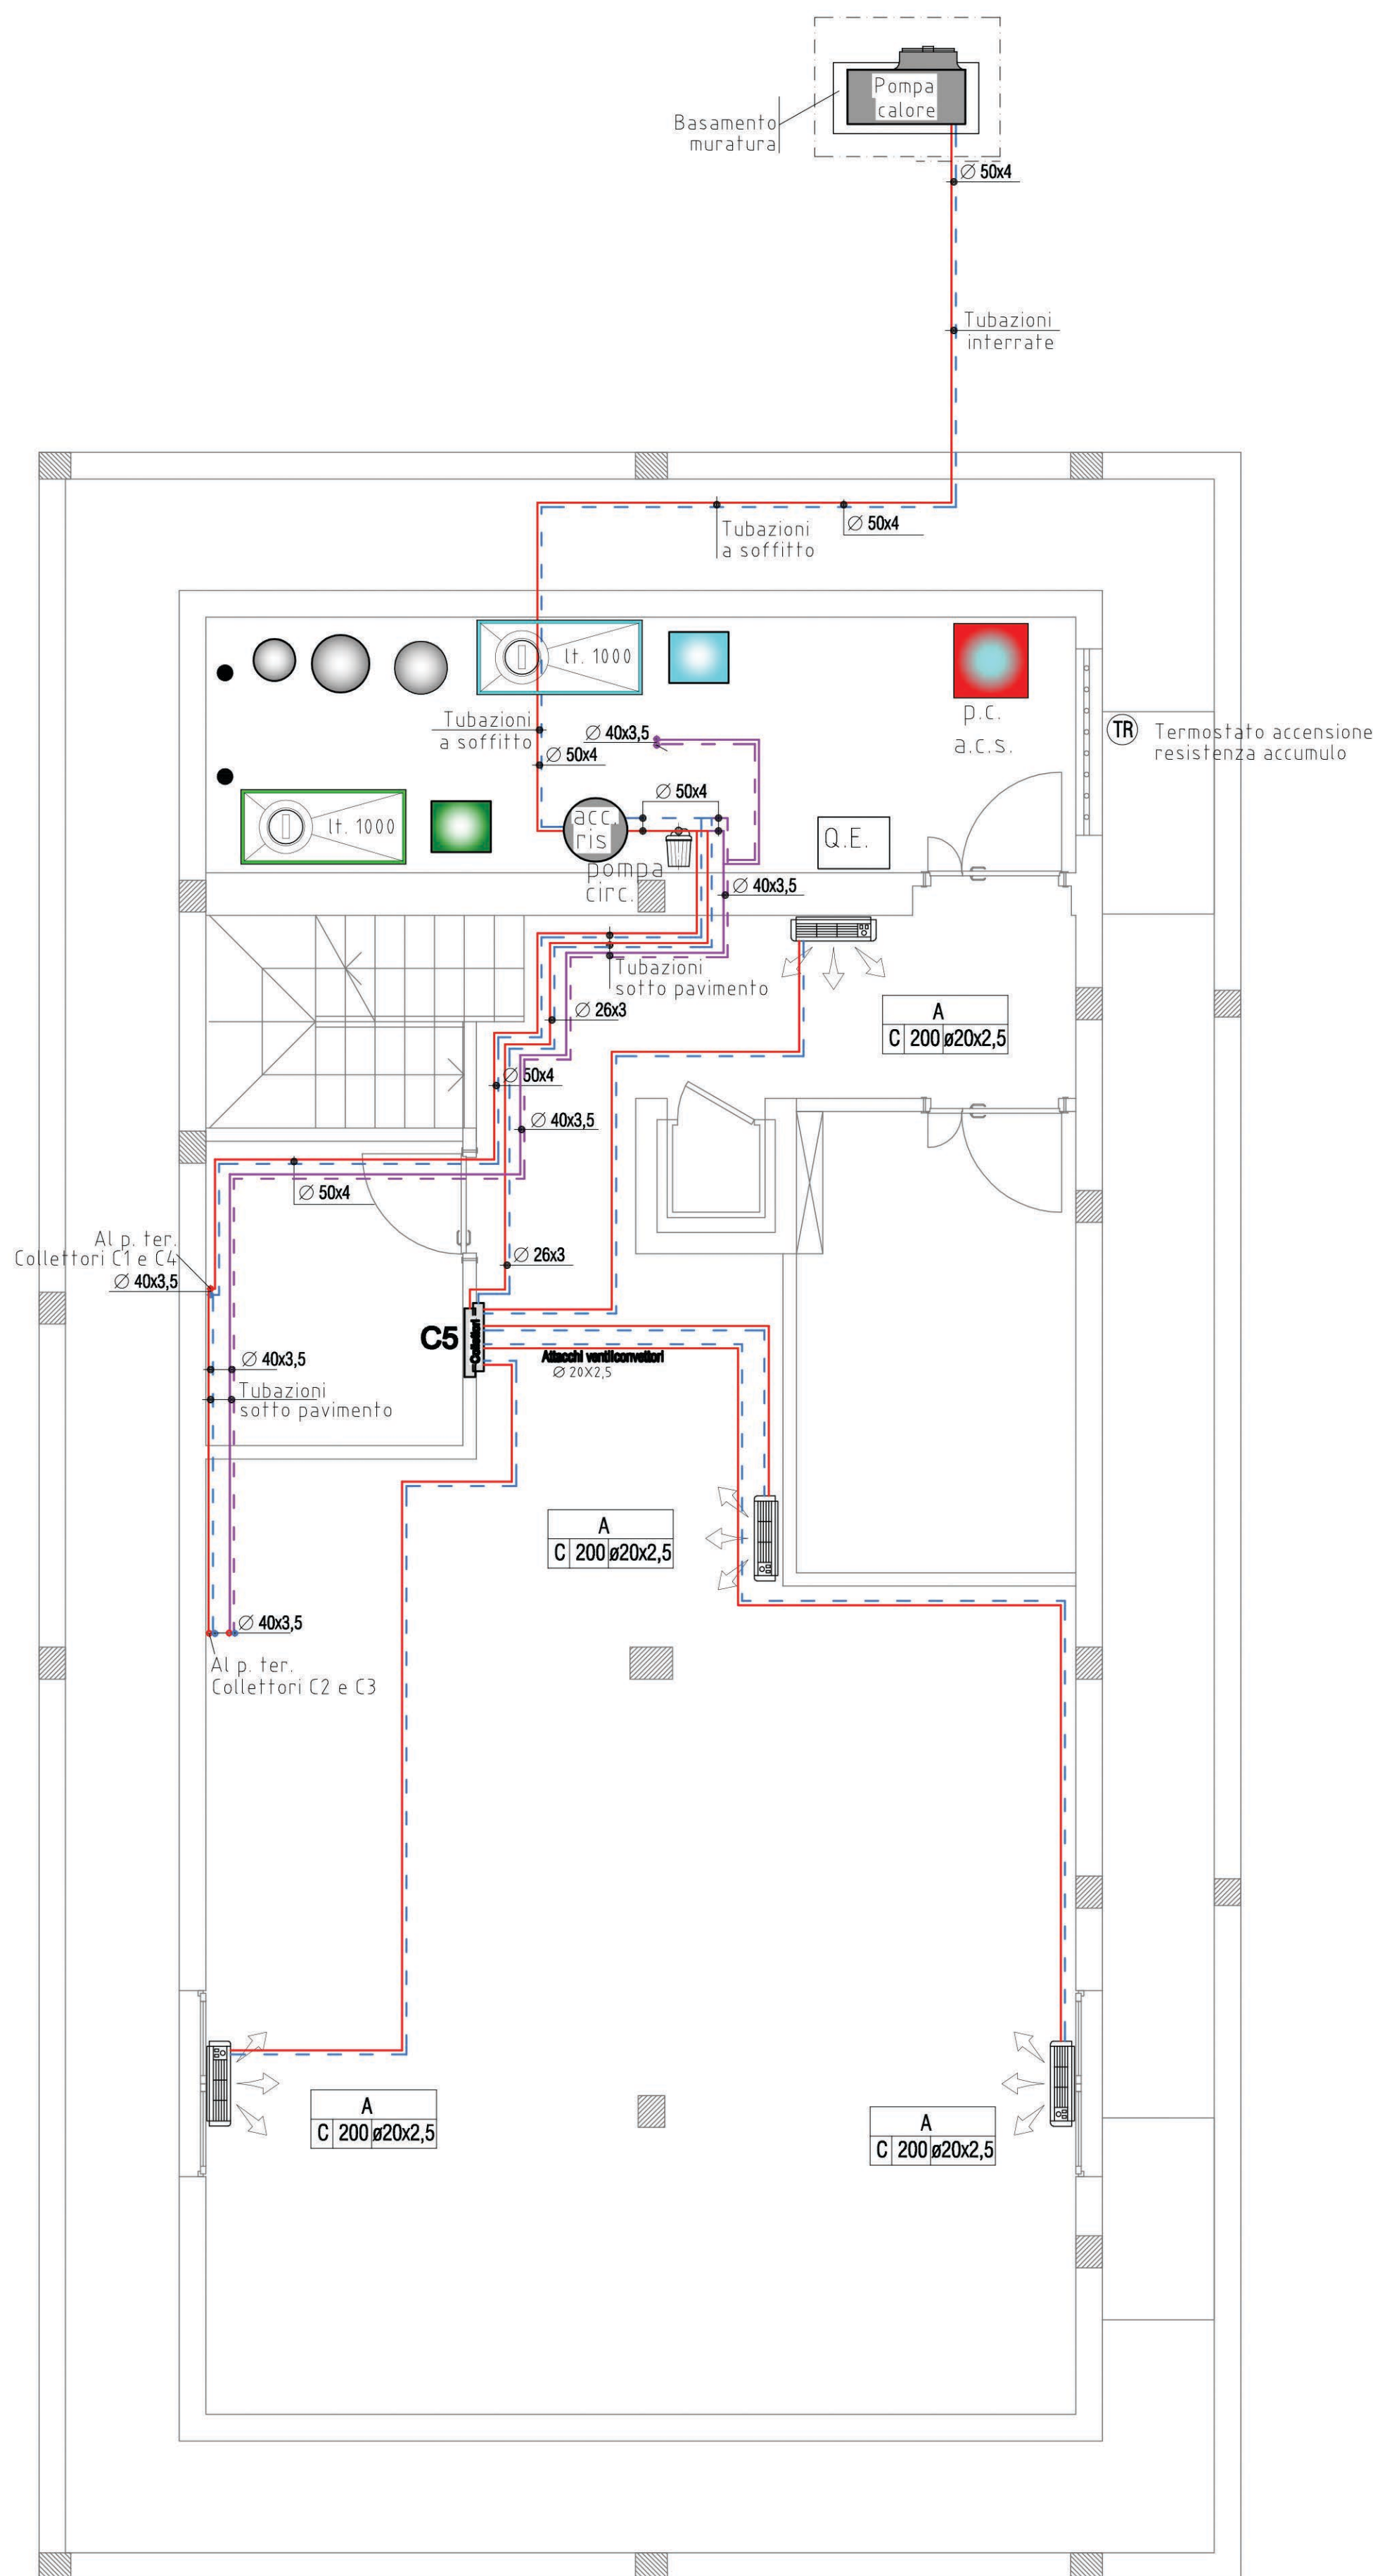 Pompa
calore
Basamento
muratura
Ø 50x4
Tubazioni
interrate
Tubazioni
a soffitto
Ø 50x4
lt. 1000
p.c.
a.c.s.
TR
Termostato accensione
resistenza accumulo
Tubazioni
a soffitto
Ø 40x3,5
Ø 50x4
Ø 50x4
lt. 1000
acc.
ris
pompa
circ.
Q.E.
Ø 40x3,5
Tubazioni
sotto pavimento
Ø 26x3
A
C 200 ø20x2,5
Ø 50x4
Ø 40x3,5
Ø 50x4
Al p. ter.
Collettori C1 e C4
Ø 40x3,5
Ø 26x3
C5
Collettori
Attacchi ventilconvettori
Ø 20X2,5
Ø 40x3,5
Tubazioni
sotto pavimento
A
C 200 ø20x2,5
Ø 40x3,5
Al p. ter.
Collettori C2 e C3
A
C 200 ø20x2,5
A
C 200 ø20x2,5